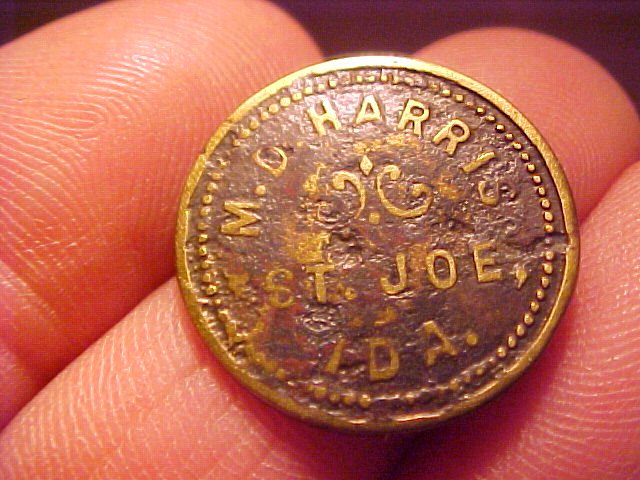 M.D. HARRIS
ST. JOE,
IDA.